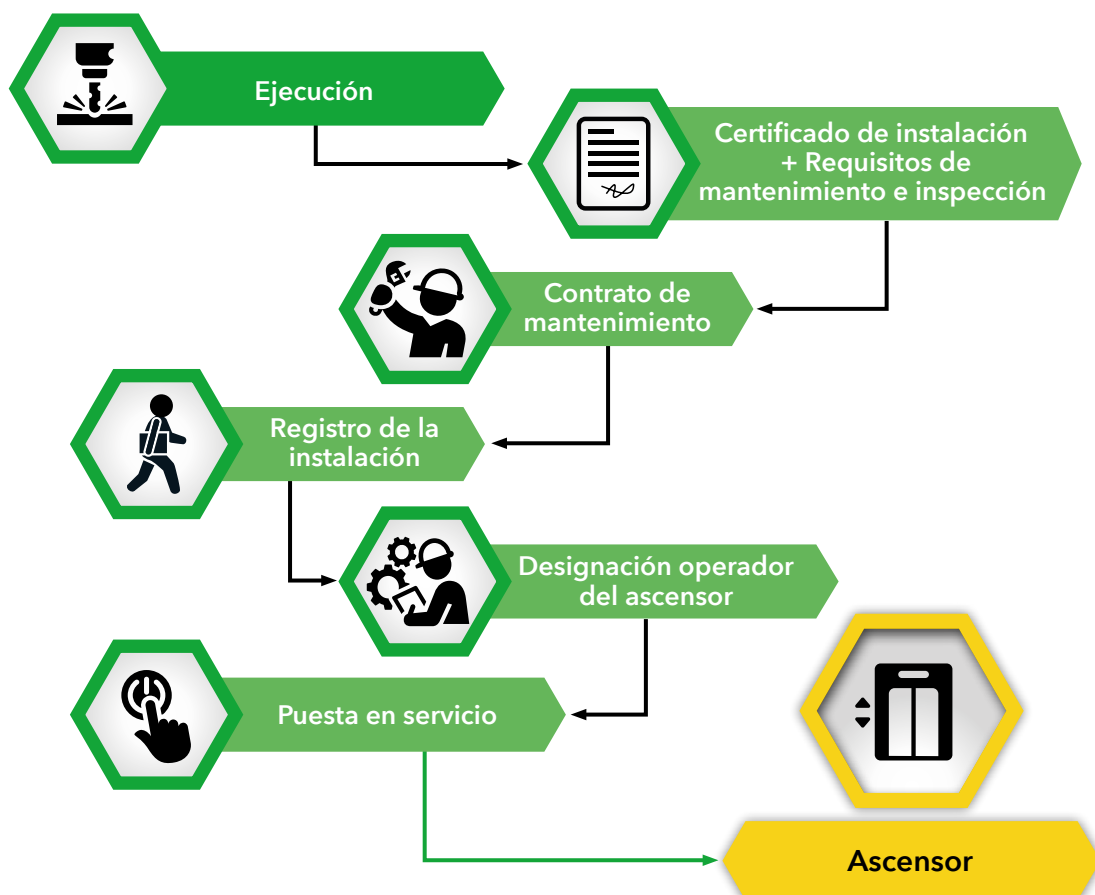 Ejecución
Certificado de instalación
+ Requisitos de
mantenimiento e inspección
Contrato de
mantenimiento
Registro de la
instalación
Designación operador
del ascensor
Puesta en servicio
Ascensor